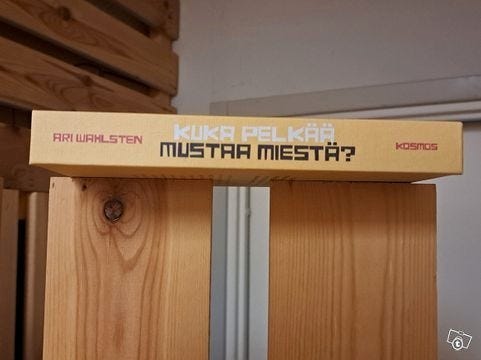 ARI WAHLSTEN
KUKA PELKÄÄ
MUSTAA MIESTÄ?
KOSMOS
t